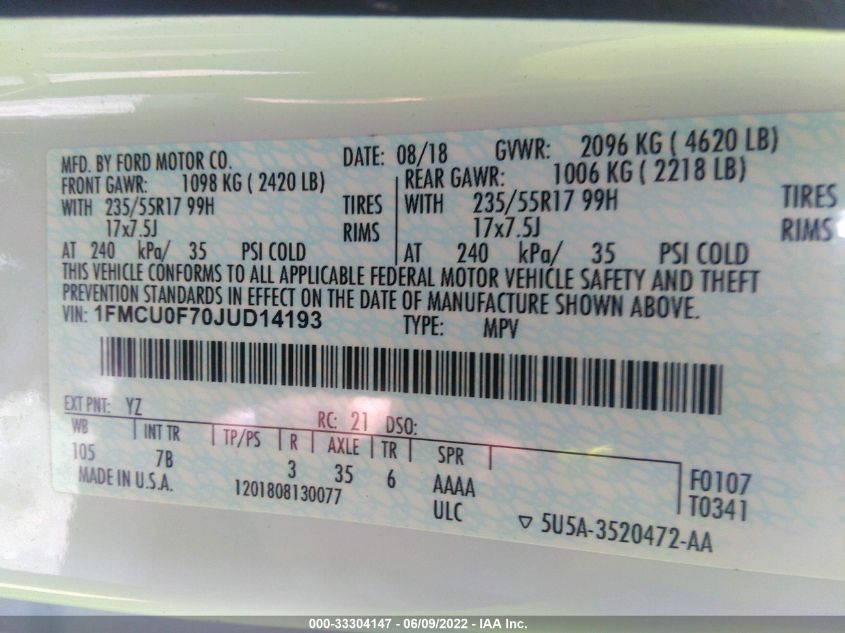 MFD. BY FORD MOTOR CO. DATE: 08/18 GVWR: 2096 KG ( 4620 LB)
FRONT GAWR: 1098 KG ( 2420 LB) REAR GAWR: 1006 KG ( 2218 LB)
WITH 235/55R17 99H TIRES WITH 235/55R17 99H TIRES
17x7.5J RIMS 17x7.5J RIMS
AT 240 kPa/ 35 PSI COLD AT 240 kPa/ 35 PSI COLD
THIS VEHICLE CONFORMS TO ALL APPLICABLE FEDERAL MOTOR VEHICLE SAFETY AND THEFT
PREVENTION STANDARDS IN EFFECT ON THE DATE OF MANUFACTURE SHOWN ABOVE.
VIN: 1FMCU0F70JUD14193 TYPE: MPV
EXT PNT: YZ RC: 21 DSO:
WB INT TR TP/PS R AXLE TR SPR
105 7B 3 35 6 AAAA F0107
MADE IN U.S.A. 1201808130077 ULC T0341
▽ 5U5A-3520472-AA
000-33304147 - 06/09/2022 - IAA Inc.